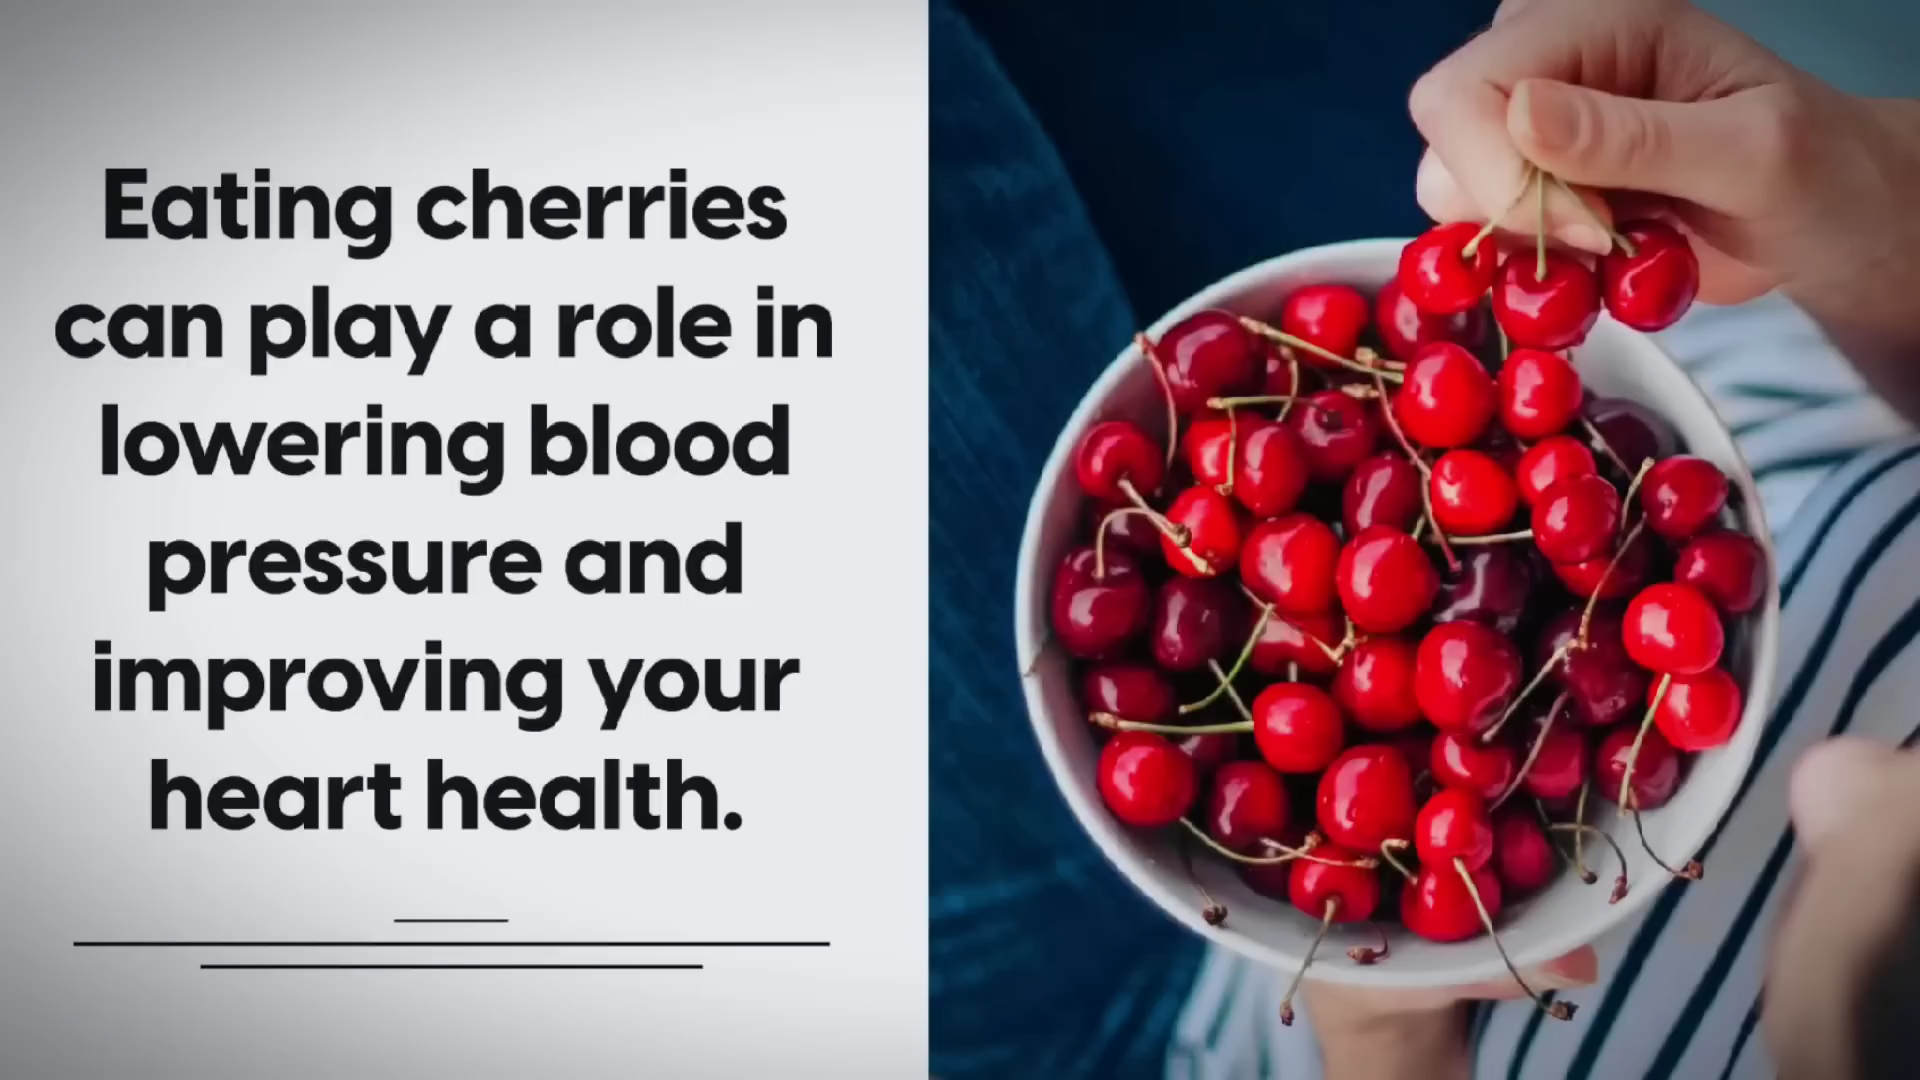 Eating cherries
can play a role in
lowering blood
pressure and
improving your
heart health.